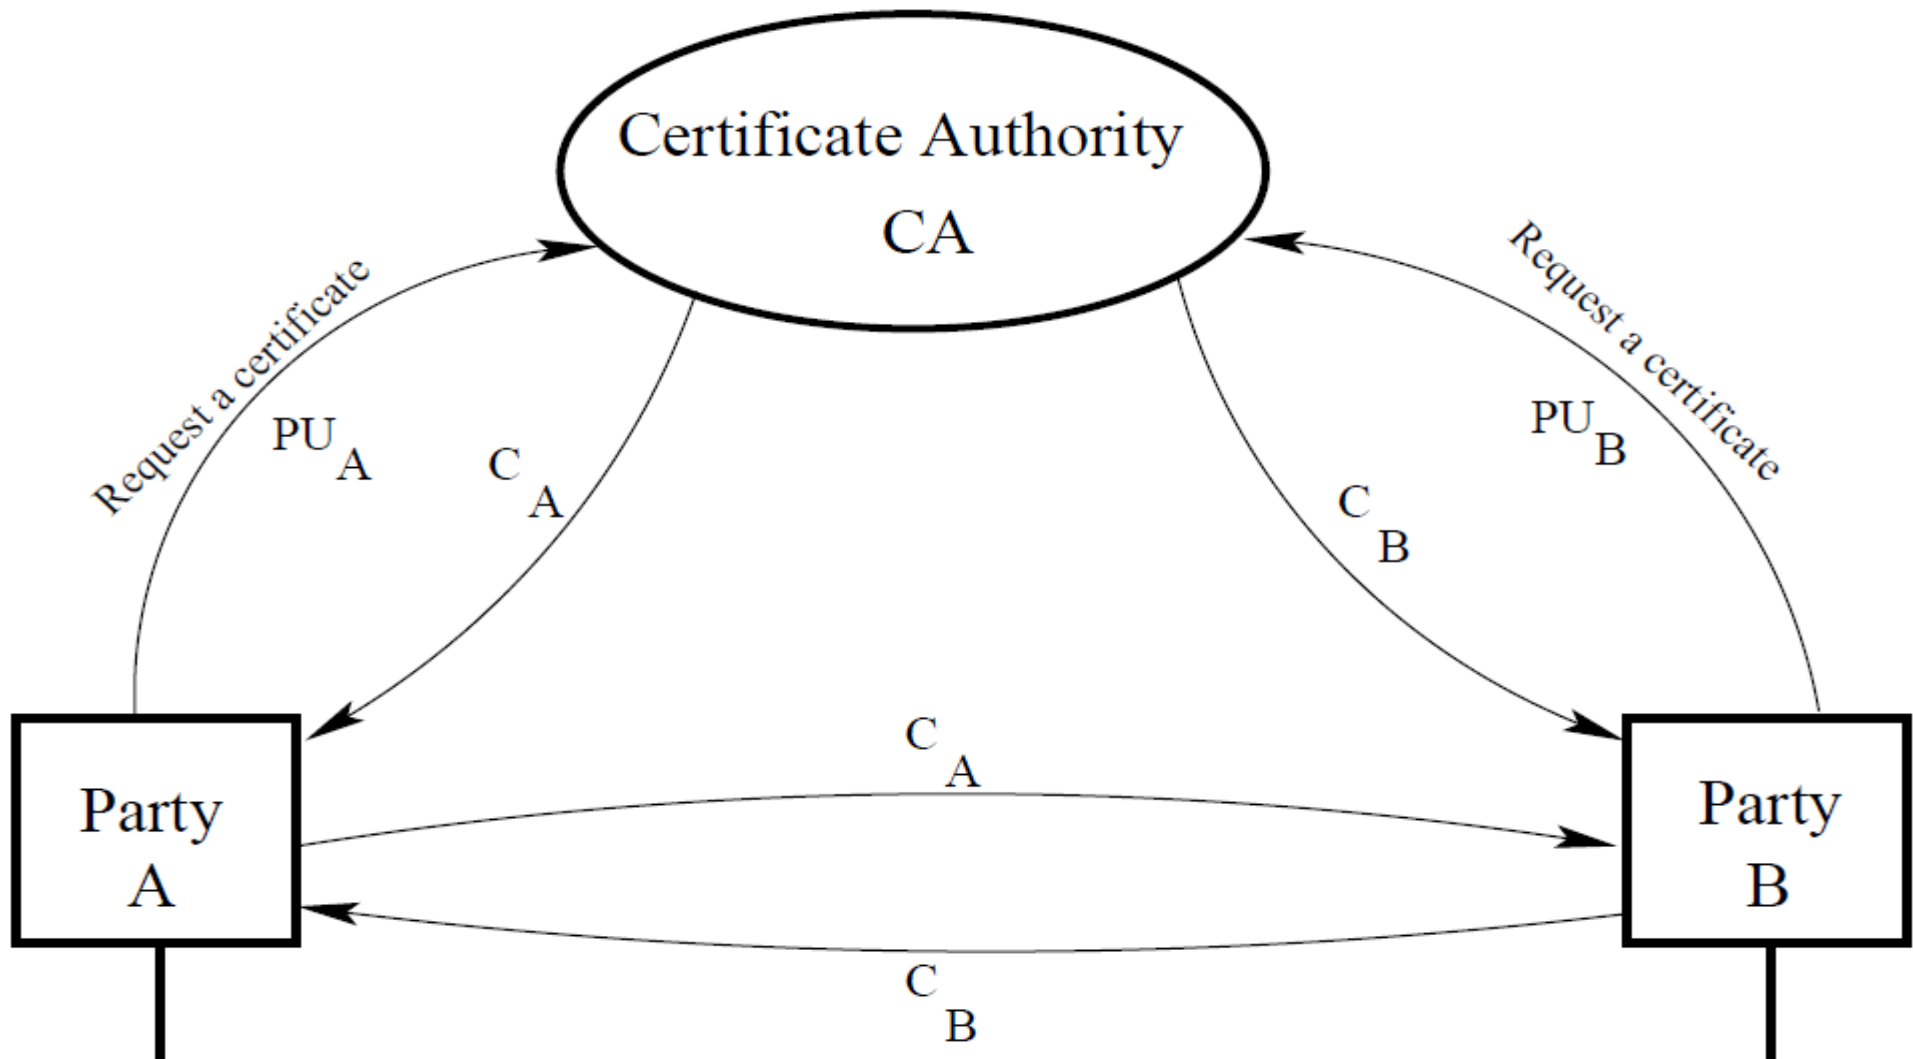 Certificate Authority
CA
Request a certificate
Request a certificate
PU A
C A
PU B
C B
C A
Party
A
Party
B
C B